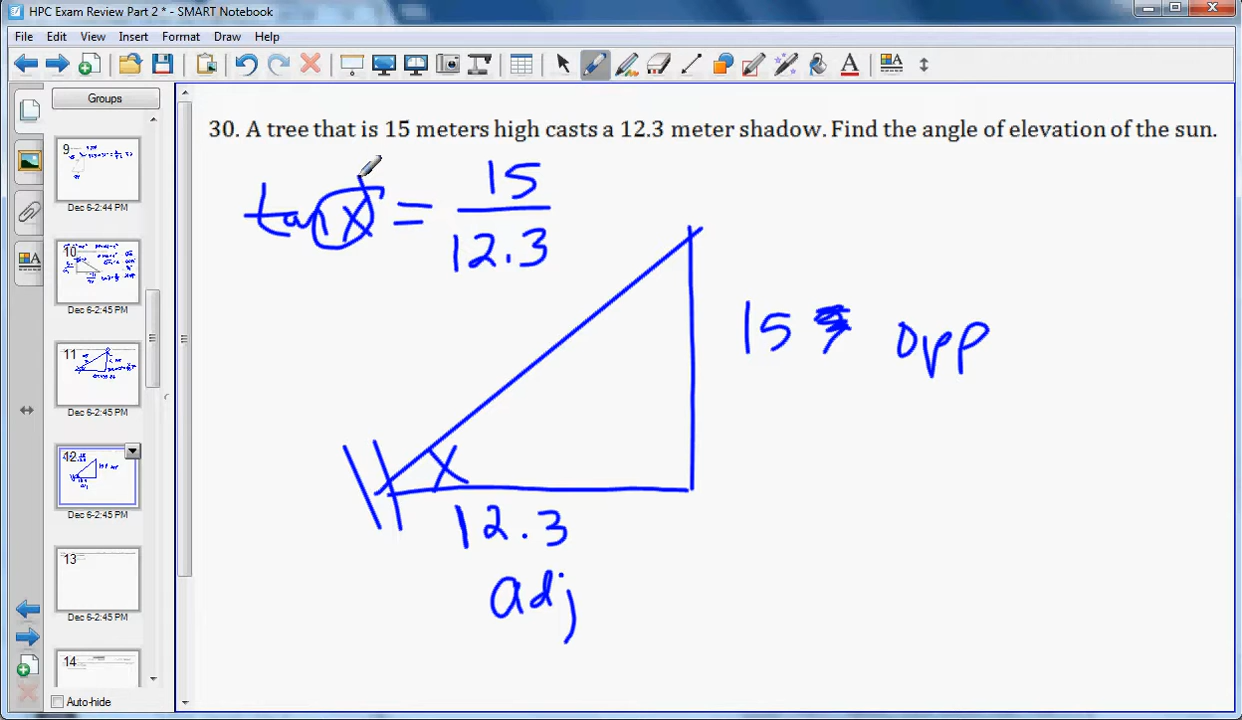 HPC Exam Review Part 2 * - SMART Notebook
File Edit View Insert Format Draw Help
Groups
9
Dec 6-2:44 PM
10
Dec 6-2:45 PM
11
Dec 6-2:45 PM
12
Dec 6-2:45 PM
13
Dec 6-2:45 PM
14
Auto-hide
30. A tree that is 15 meters high casts a 12.3 meter shadow. Find the angle of elevation of the sun.
tan x = 15
12.3
15 opp
x
12.3
adj